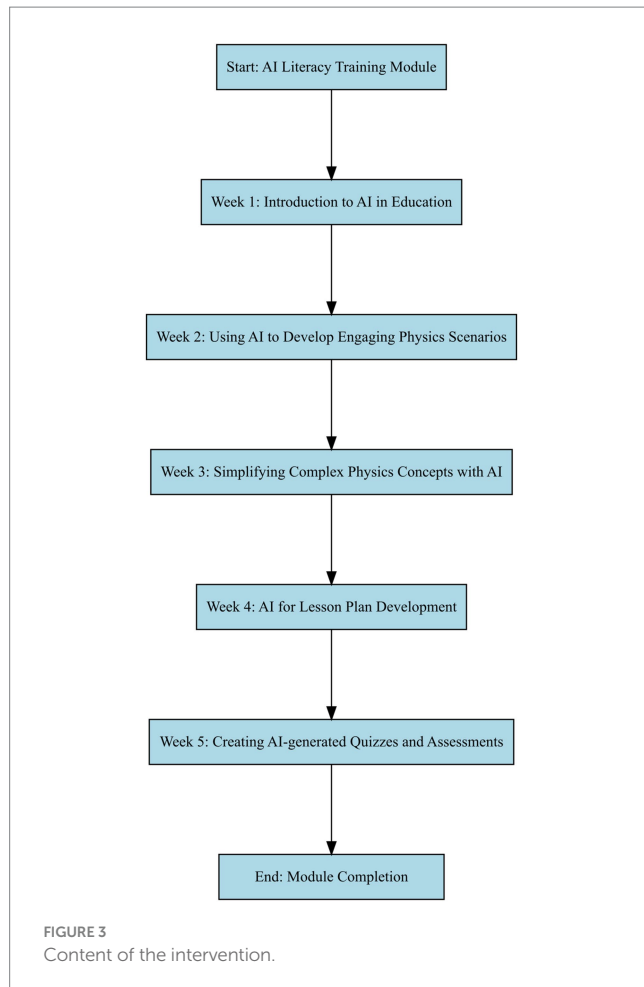 Start: AI Literacy Training Module
Week 1: Introduction to AI in Education
Week 2: Using AI to Develop Engaging Physics Scenarios
Week 3: Simplifying Complex Physics Concepts with AI
Week 4: AI for Lesson Plan Development
Week 5: Creating AI-generated Quizzes and Assessments
End: Module Completion
FIGURE 3
Content of the intervention.